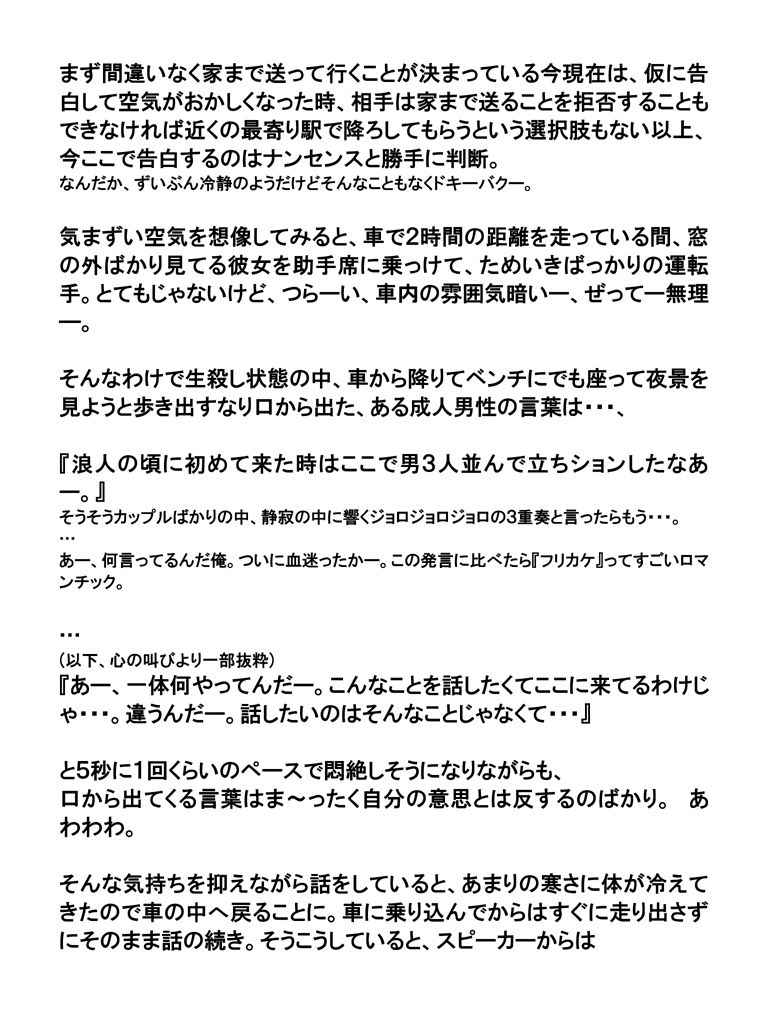 まず間違いなく家まで送って行くことが決まっている今現在は、仮に告
白して空気がおかしくなった時、相手は家まで送ることを拒否することも
できなければ近くの最寄り駅で降ろしてもらうという選択肢もない以上、
今ここで告白するのはナンセンスと勝手に判断。
なんだか、ずいぶん冷静のようだけどそんなこともなくドキーバクー。
気まずい空気を想像してみると、車で2時間の距離を走っている間、窓
の外ばかり見てる彼女を助手席に乗っけて、ためいきばっかりの運転
手。とてもじゃないけど、つらーい、車内の雰囲気暗いー、ぜってー無理
ー。
そんなわけで生殺し状態の中、車から降りてベンチにでも座って夜景を
見ようと歩き出すなり口から出た、ある成人男性の言葉は・・・、
『浪人の頃に初めて来た時はここで男3人並んで立ちションしたなあ
ー。』
そうそうカップルばかりの中、静寂の中に響くジョロジョロジョロの3重奏と言ったらもう・・・。
…
あー、何言ってるんだ俺。ついに血迷ったかー。この発言に比べたら『フリカケ』ってすごいロマ
ンチック。
…
（以下、心の叫びより一部抜粋）
『あー、一体何やってんだー。こんなことを話したくてここに来てるわけじ
ゃ・・・。違うんだー。話したいのはそんなことじゃなくて・・・』
と5秒に1回くらいのペースで悶絶しそうになりながらも、
口から出てくる言葉はま～ったく自分の意思とは反するのばかり。　あ
わわわ。
そんな気持ちを抑えながら話をしていると、あまりの寒さに体が冷えて
きたので車の中へ戻ることに。車に乗り込んでからはすぐに走り出さず
にそのまま話の続き。そうこうしていると、スピーカーからは